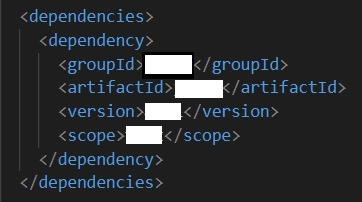 <dependencies>
<dependency>
<groupId></groupId>
<artifactId></artifactId>
<version></version>
<scope></scope>
</dependency>
</dependencies>